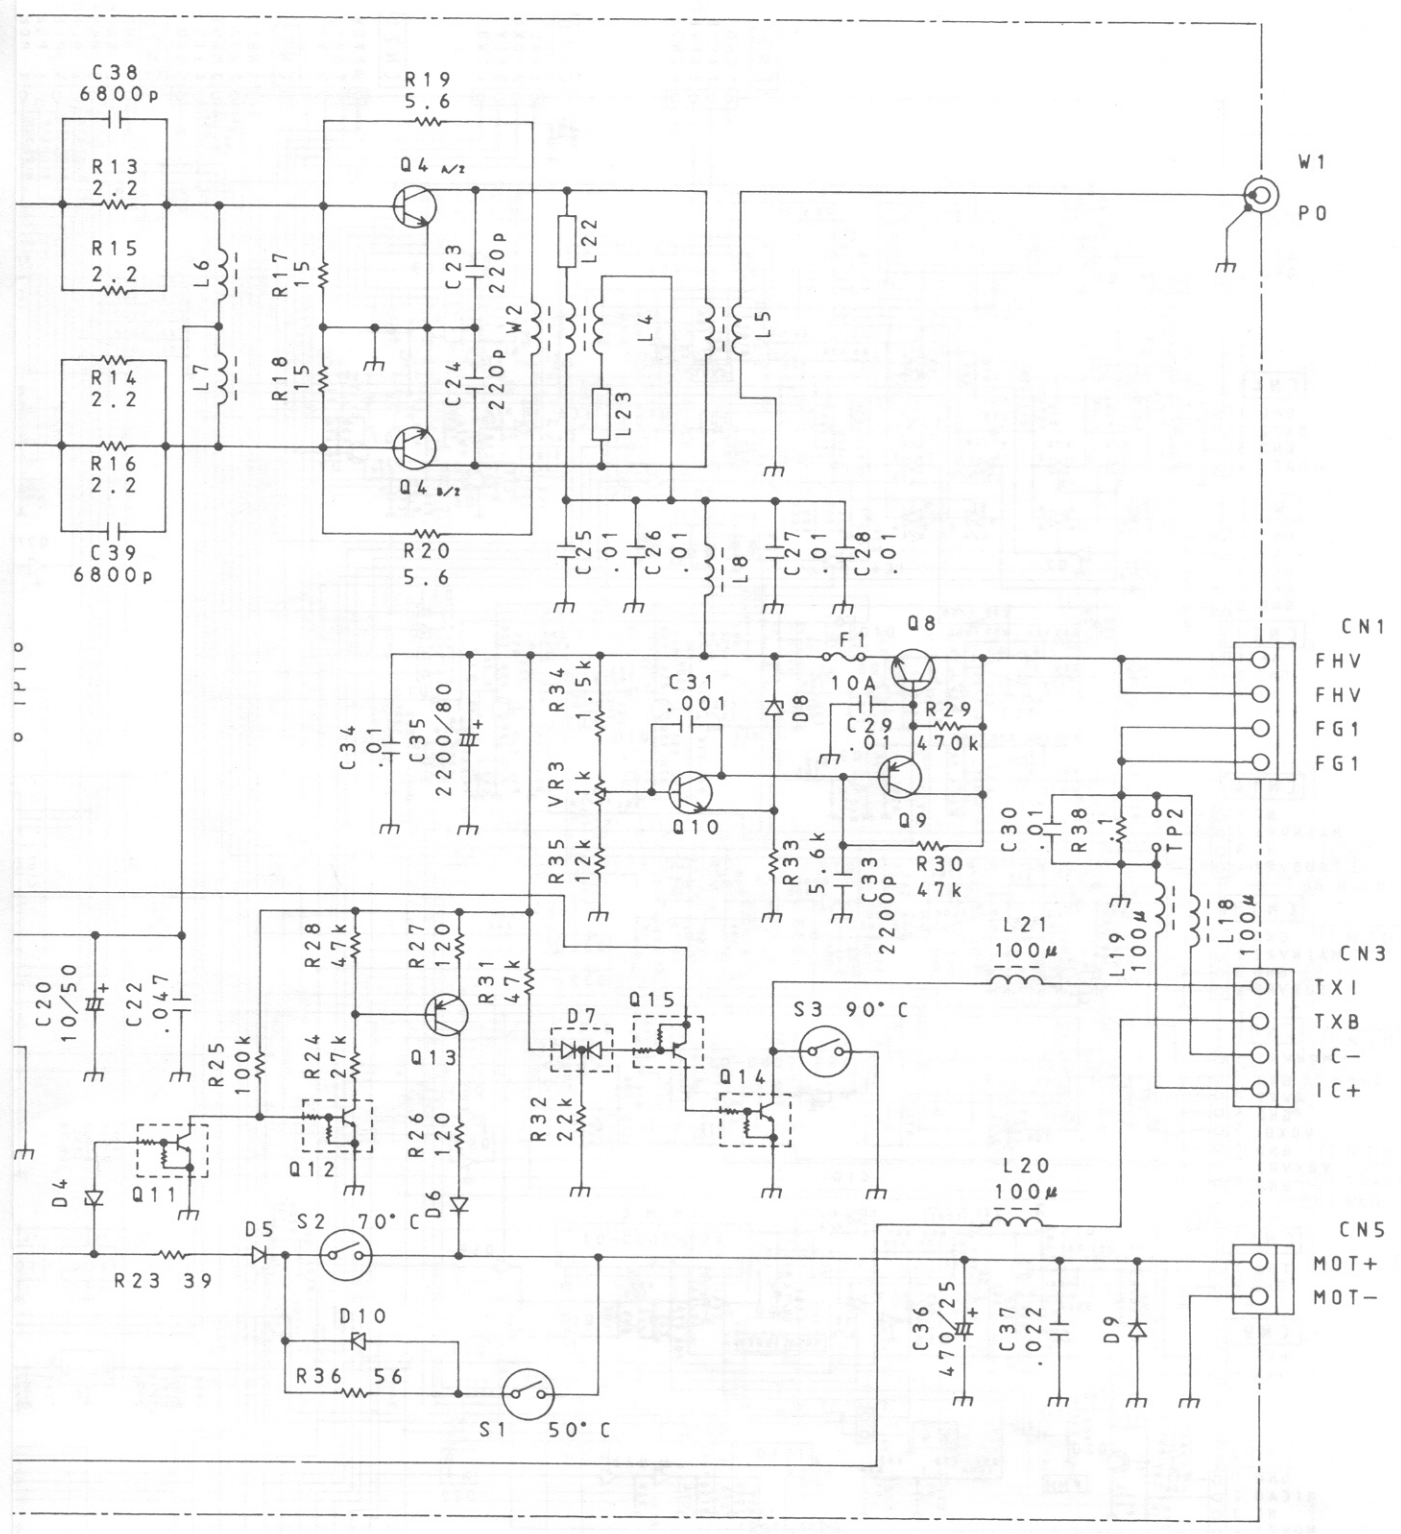 C38
6800p
R19
5.6
R13
2.2
Q4 A/2
W1
P0
R15
2.2
L6
R17
15
C23
220p
L22
W2
L4
L5
L7
R18
15
C24
220p
R14
2.2
L23
R16
2.2
Q4 B/2
C39
6800p
R20
5.6
C25
.01
C26
.01
L8
C27
.01
C28
.01
Q8
CN1
F1
10A
FHV
FHV
FG1
FG1
R34
1.5k
C31
.001
D8
C29
.01
R29
470k
C34
.01
C35
2200/80
VR3
1k
Q10
Q9
R35
12k
R33
5.6k
C33
2200p
R30
47k
C30
.01
R38
.1
TP2
L19
100μ
L18
100μ
L21
100μ
CN3
TXI
TXB
IC-
IC+
C20
10/50
C22
.047
R28
47k
R27
120
R31
47k
Q15
D7
S3 90°C
R25
100k
R24
27k
Q13
Q14
R26
120
R32
22k
Q12
Q11
D4
D6
L20
100μ
D5
S2 70°C
CN5
MOT+
MOT-
R23 39
D10
R36 56
S1 50°C
C36
470/25
C37
.022
D9